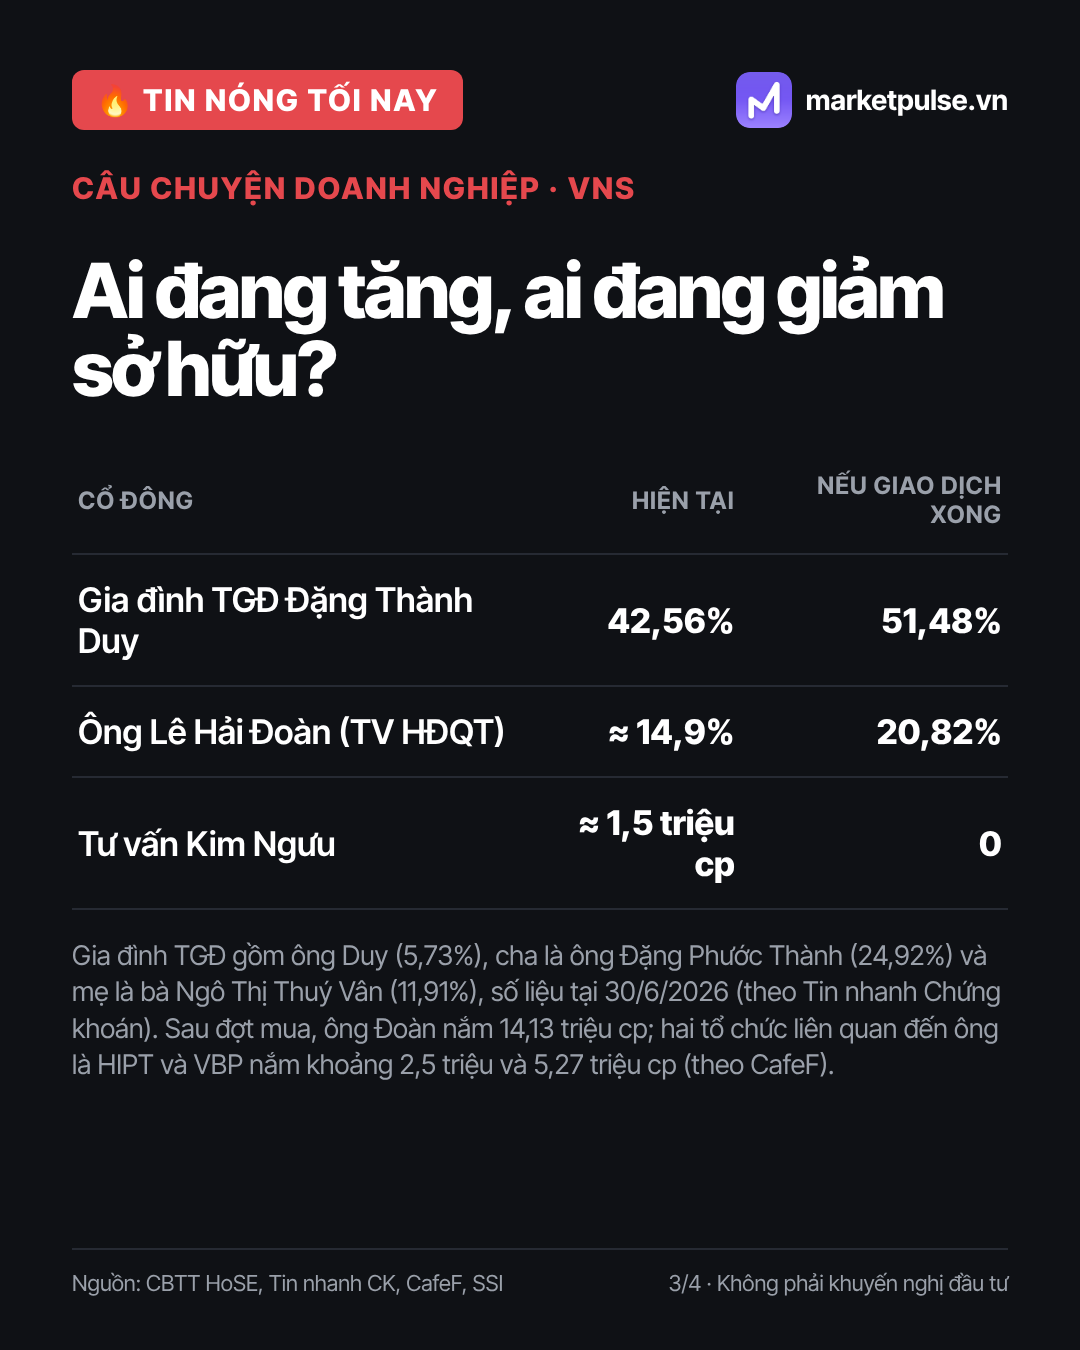 🔥 TIN NÓNG TỐI NAY
marketpulse.vn
CÂU CHUYỆN DOANH NGHIỆP · VNS
Ai đang tăng, ai đang giảm
sở hữu?
CỔ ĐÔNG
HIỆN TẠI
NẾU GIAO DỊCH
XONG
Gia đình TGĐ Đặng Thành
Duy
42,56%
51,48%
Ông Lê Hải Đoàn (TV HĐQT)
≈ 14,9%
20,82%
Tư vấn Kim Ngưu
≈ 1,5 triệu
cp
0
Gia đình TGĐ gồm ông Duy (5,73%), cha là ông Đặng Phước Thành (24,92%) và
mẹ là bà Ngô Thị Thuý Vân (11,91%), số liệu tại 30/6/2026 (theo Tin nhanh Chứng
khoán). Sau đợt mua, ông Đoàn nắm 14,13 triệu cp; hai tổ chức liên quan đến ông
là HIPT và VBP nắm khoảng 2,5 triệu và 5,27 triệu cp (theo CafeF).
Nguồn: CBTT HoSE, Tin nhanh CK, CafeF, SSI
3/4 · Không phải khuyến nghị đầu tư